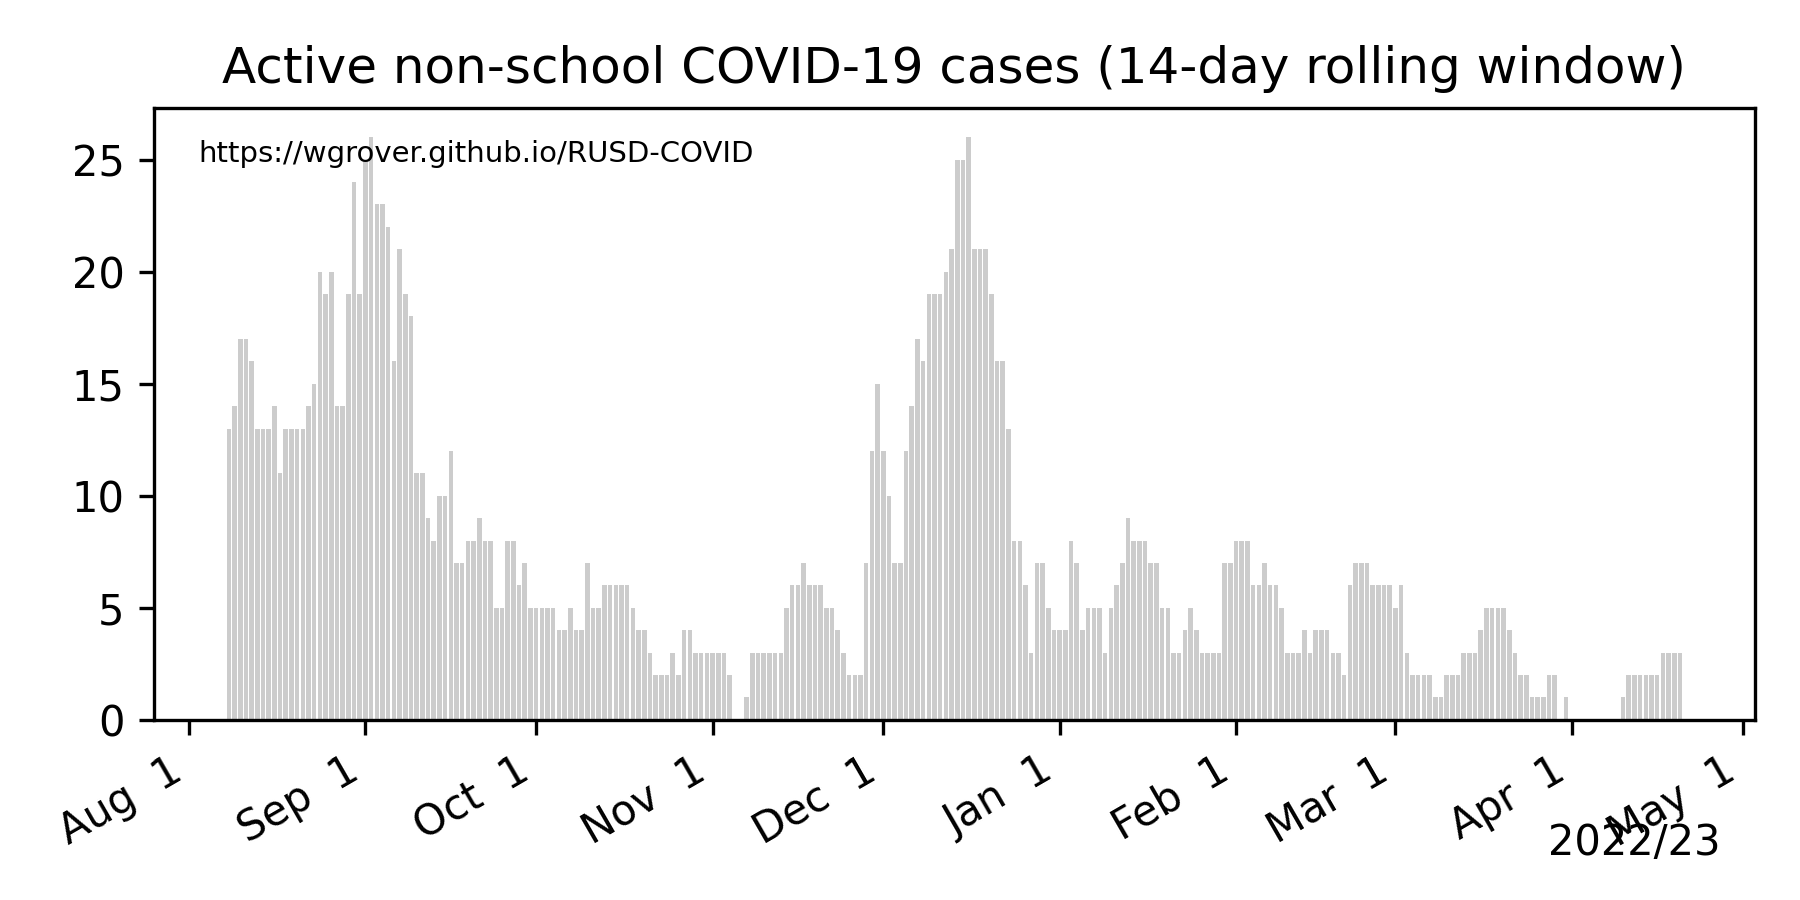 Active non-school COVID-19 cases (14-day rolling window)
https://wgrover.github.io/RUSD-COVID
25
20
15
10
5
0
Aug 1
Sep 1
Oct 1
Nov 1
Dec 1
Jan 1
Feb 1
Mar 1
Apr 1
May 1
2022/23